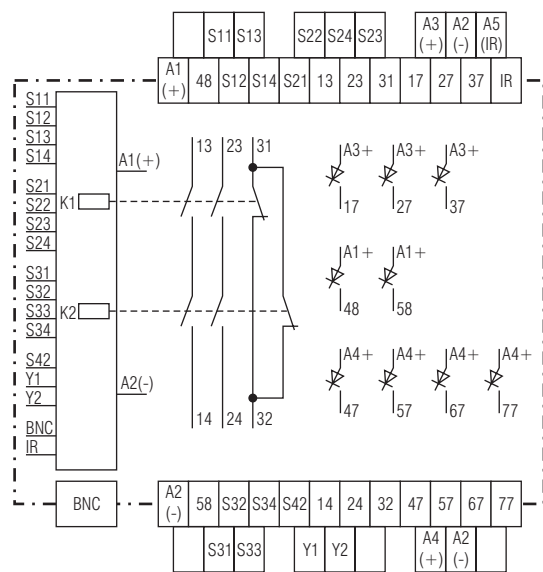 S11 S13 S22 S24 S23 A3 (+) A2 (-) A5 (IR)
A1 (+) 48 S12 S14 S21 13 23 31 17 27 37 IR
S11
S12
S13
S14
A1(+)
S21
K1
S22
S23
S24
S31
S32
K2
S33
S34
S42
Y1
A2(-)
Y2
BNC
IR
13 23 31
14 24 32
A3+ A3+ A3+
17 27 37
A1+ A1+
48 58
A4+ A4+ A4+ A4+
47 57 67 77
BNC
A2 (-) 58 S32 S34 S42 14 24 32 47 57 67 77
S31 S33 Y1 Y2 A4 (+) A2 (-)